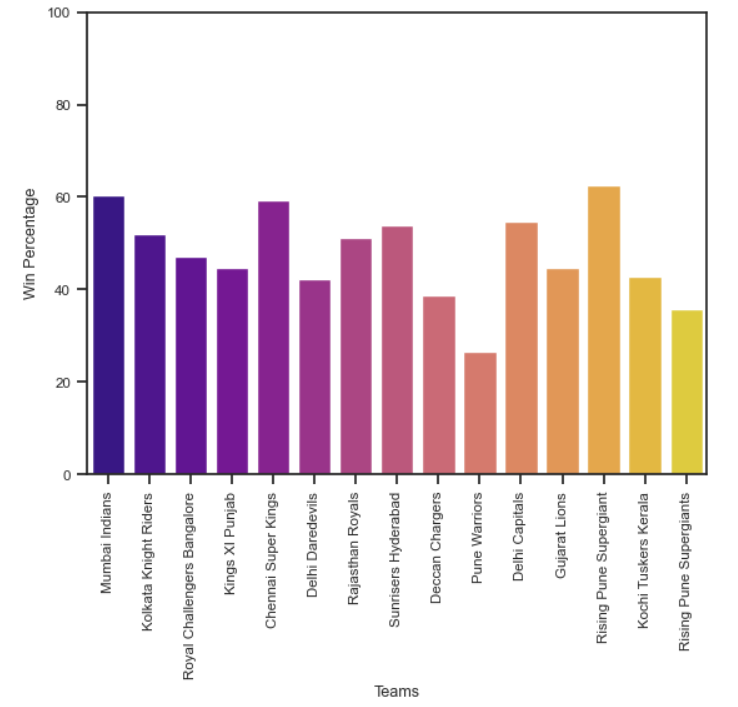 100
80
60
40
20
0
Win Percentage
Mumbai Indians
Kolkata Knight Riders
Royal Challengers Bangalore
Kings XI Punjab
Chennai Super Kings
Delhi Daredevils
Rajasthan Royals
Sunrisers Hyderabad
Deccan Chargers
Pune Warriors
Delhi Capitals
Gujarat Lions
Rising Pune Supergiant
Kochi Tuskers Kerala
Rising Pune Supergiants
Teams